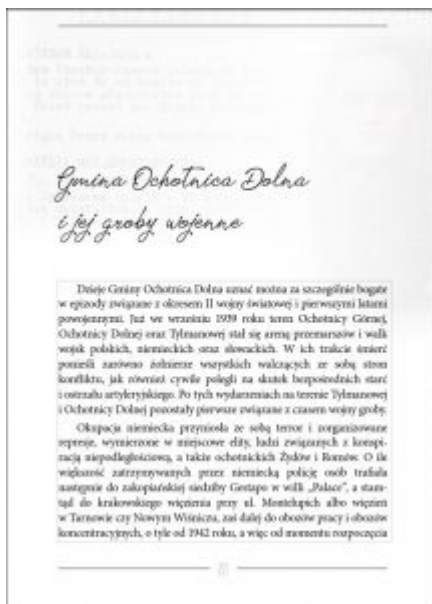 Gmina Ochotnica Dolna
i jej groby wojenne
Dzieje Gminy Ochotnica Dolna uznać można za szczególnie bogate
w epizody związane z okresem II wojny światowej i pierwszymi latami
powojennymi. Już we wrześniu 1939 roku teren Ochotnicy Górnej,
Ochotnicy Dolnej oraz Tylmanowej stał się areną przemarszów i walk
wojsk polskich, niemieckich oraz słowackich. W ich trakcie śmierć
ponieśli zarówno żołnierze wszystkich walczących ze sobą stron
konfliktu, jak również cywile polegli na skutek bezpośrednich starć
i ostrzału artyleryjskiego. Po tych wydarzeniach na terenie Tylmanowej
i Ochotnicy Dolnej pozostały pierwsze związane z czasem wojny groby.
Okupacja niemiecka przyniosła ze sobą terror i zorganizowane
represje, wymierzone w miejscowe elity, ludzi związanych z konspi-
racją niepodległościową, a także ochotnickich Żydów i Romów. O ile
większość zatrzymywanych przez niemiecką policję osób trafiała
następnie do zakopiańskiej siedziby Gestapo w willi „Palace”, a stam-
tąd do krakowskiego więzienia przy ul. Montelupich albo więzień
w Tarnowie czy Nowym Wiśniczu, zaś dalej do obozów pracy i obozów
koncentracyjnych, o tyle od 1942 roku, a więc od momentu rozpoczęcia